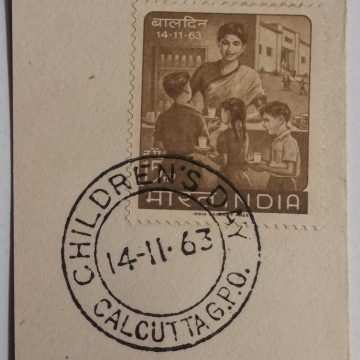 बालदिन
14-11-63
भारत INDIA
CHILDREN'S DAY
14-11-63
CALCUTTA G.P.O.